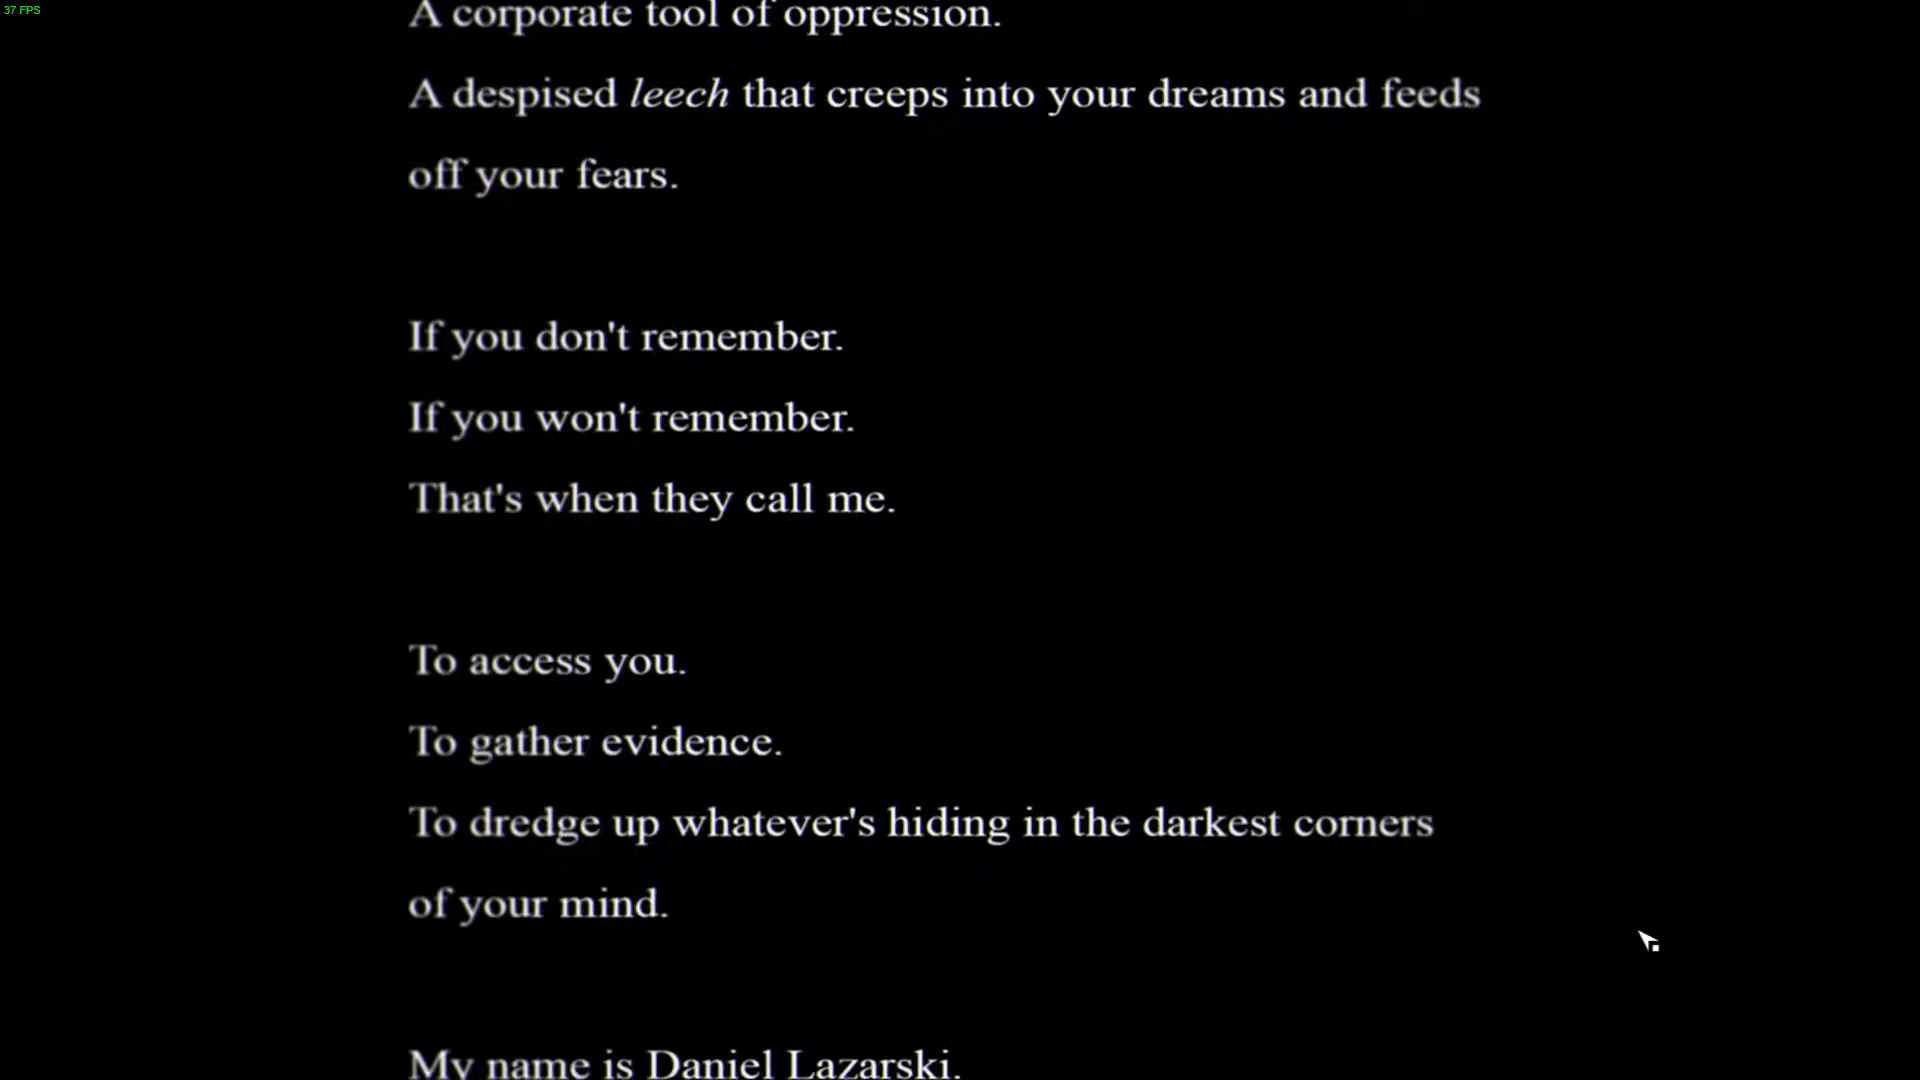 37 FPS
A corporate tool of oppression.
A despised leech that creeps into your dreams and feeds
off your fears.
If you don't remember.
If you won't remember.
That's when they call me.
To access you.
To gather evidence.
To dredge up whatever's hiding in the darkest corners
of your mind.
My name is Daniel Lazarski.